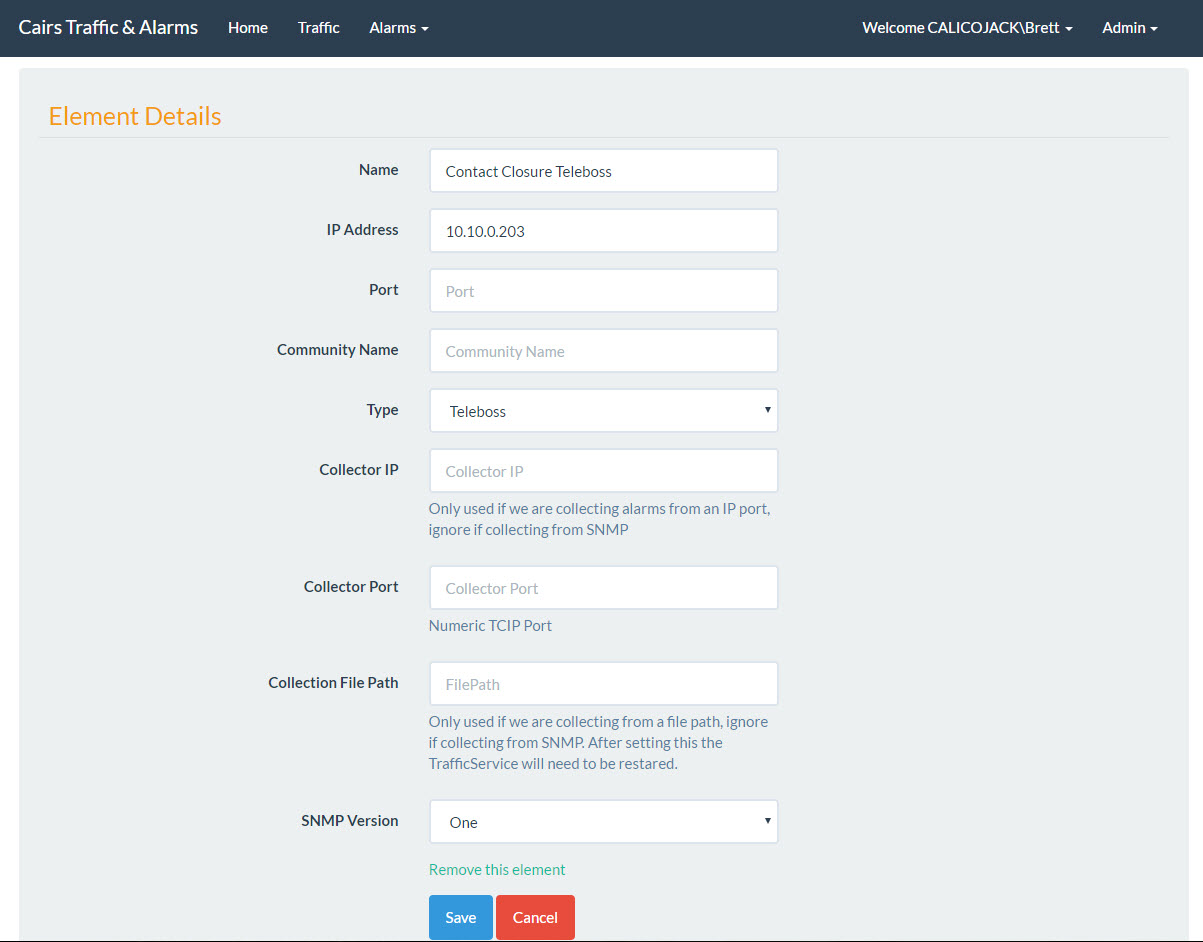 Cairs Traffic & Alarms Home Traffic Alarms Welcome CALICOJACK\Brett Admin
Element Details
Name Contact Closure Teleboss
IP Address 10.10.0.203
Port Port
Community Name Community Name
Type Teleboss
Collector IP Collector IP
Only used if we are collecting alarms from an IP port,
ignore if collecting from SNMP
Collector Port Collector Port
Numeric TCIP Port
Collection File Path FilePath
Only used if we are collecting from a file path, ignore
if collecting from SNMP. After setting this the
TrafficService will need to be restared.
SNMP Version One
Remove this element
Save Cancel